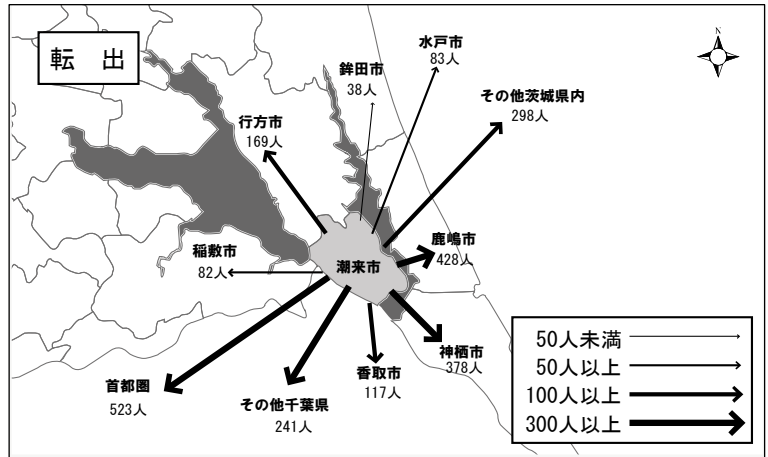 転 出
N
水戸市
83人
鉾田市
38人
その他茨城県内
298人
行方市
169人
鹿嶋市
428人
稲敷市
82人
潮来市
神栖市
378人
香取市
117人
首都圏
523人
その他千葉県
241人
50人未満
50人以上
100人以上
300人以上